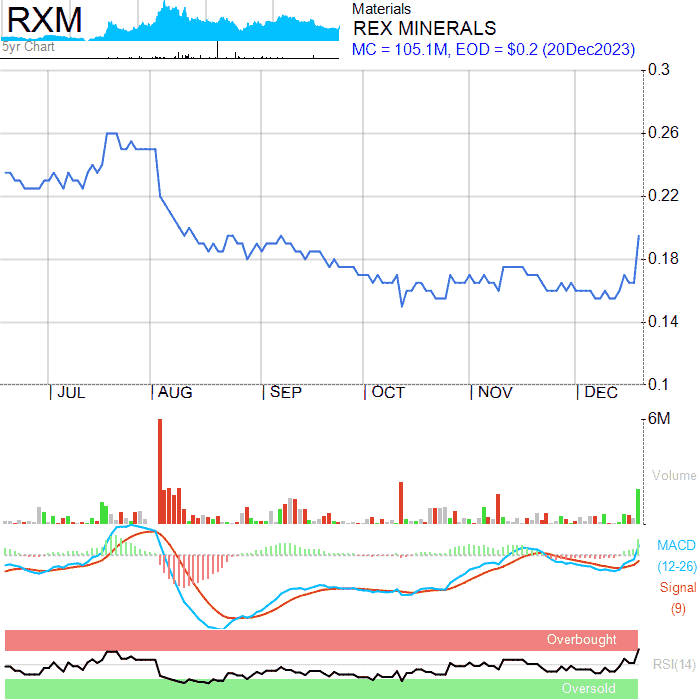 RXM
5yr Chart
Materials
REX MINERALS
MC = 105.1M, EOD = $0.2 (20Dec2023)
0.3
0.26
0.22
0.18
0.14
0.1
JUL
AUG
SEP
OCT
NOV
DEC
6M
Volume
MACD
(12-26)
Signal
(9)
Overbought
RSI(14)
Oversold